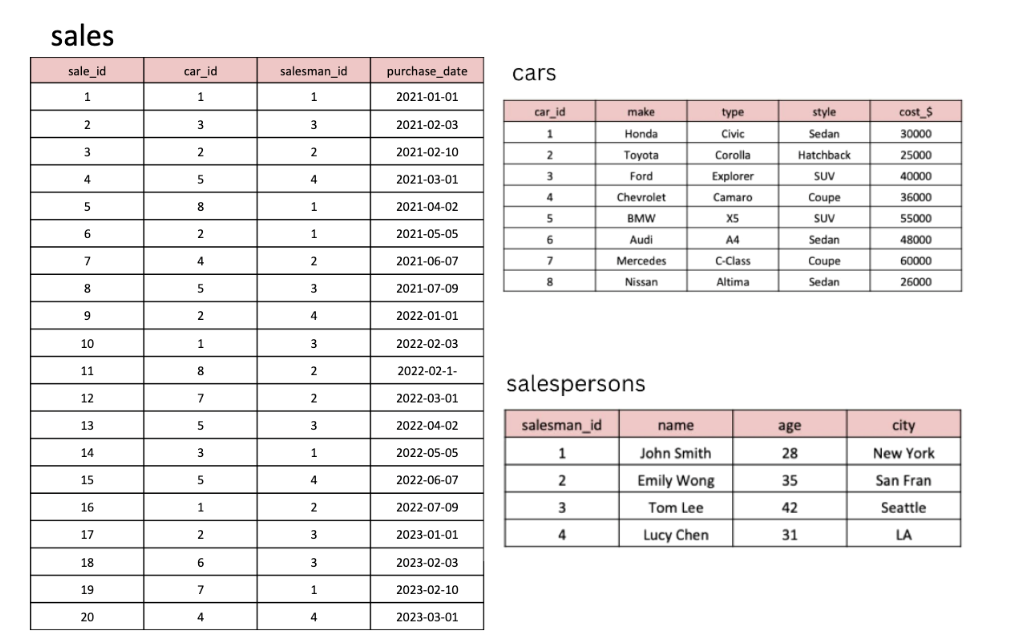 sales
sale_id car_id salesman_id purchase_date
1 1 1 2021-01-01
2 3 3 2021-02-03
3 2 2 2021-02-10
4 5 4 2021-03-01
5 8 1 2021-04-02
6 2 1 2021-05-05
7 4 2 2021-06-07
8 5 3 2021-07-09
9 2 4 2022-01-01
10 1 3 2022-02-03
11 8 2 2022-02-1-
12 7 2 2022-03-01
13 5 3 2022-04-02
14 3 1 2022-05-05
15 5 4 2022-06-07
16 1 2 2022-07-09
17 2 3 2023-01-01
18 6 3 2023-02-03
19 7 1 2023-02-10
20 4 4 2023-03-01
cars
car_id make type style cost_$
1 Honda Civic Sedan 30000
2 Toyota Corolla Hatchback 25000
3 Ford Explorer SUV 40000
4 Chevrolet Camaro Coupe 36000
5 BMW X5 SUV 55000
6 Audi A4 Sedan 48000
7 Mercedes C-Class Coupe 60000
8 Nissan Altima Sedan 26000
salespersons
salesman_id name age city
1 John Smith 28 New York
2 Emily Wong 35 San Fran
3 Tom Lee 42 Seattle
4 Lucy Chen 31 LA